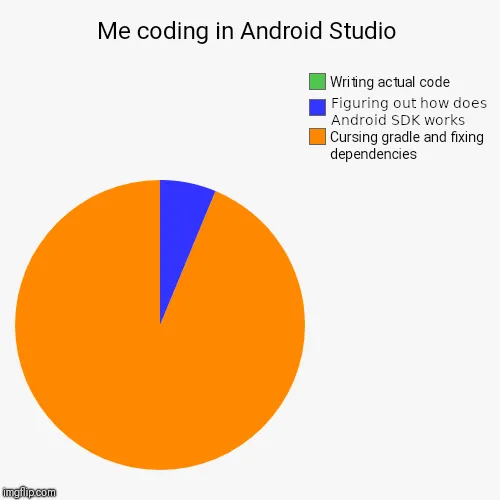 Me coding in Android Studio
Writing actual code
Figuring out how does
Android SDK works
Cursing gradle and fixing
dependencies
imgflip.com